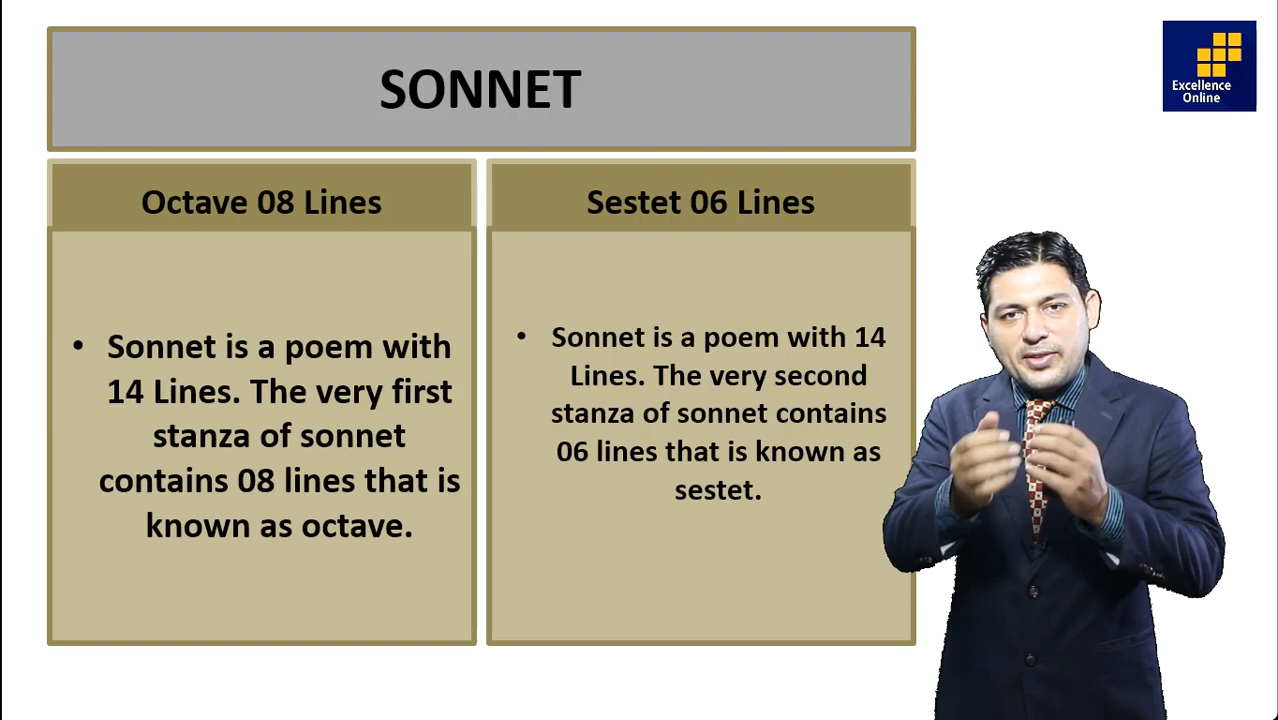 SONNET
Excellence
Online
Octave 08 Lines
Sestet 06 Lines
• Sonnet is a poem with
14 Lines. The very first
stanza of sonnet
contains 08 lines that is
known as octave.
• Sonnet is a poem with 14
Lines. The very second
stanza of sonnet contains
06 lines that is known as
sestet.